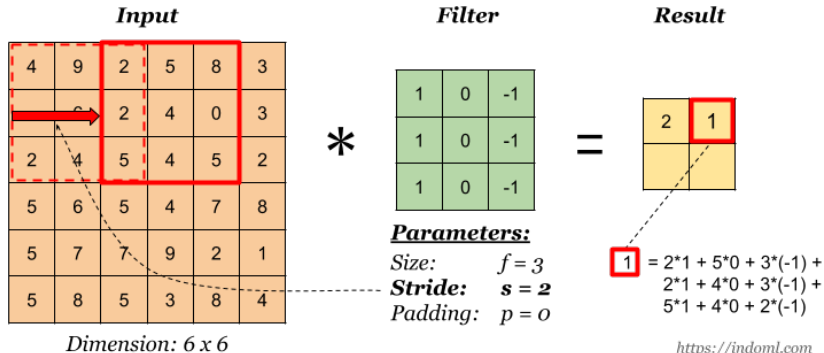 Input Filter Result
4 9 2 5 8 3
6 2 4 0 3
2 4 5 4 5 2
5 6 5 4 7 8
5 7 7 9 2 1
5 8 5 3 8 4
Dimension: 6 x 6
*
1 0 -1
1 0 -1
1 0 -1
Parameters:
Size: f = 3
Stride: s = 2
Padding: p = 0
=
2 1
1 = 2*1 + 5*0 + 3*(-1) +
2*1 + 4*0 + 3*(-1) +
5*1 + 4*0 + 2*(-1)
https://indoml.com